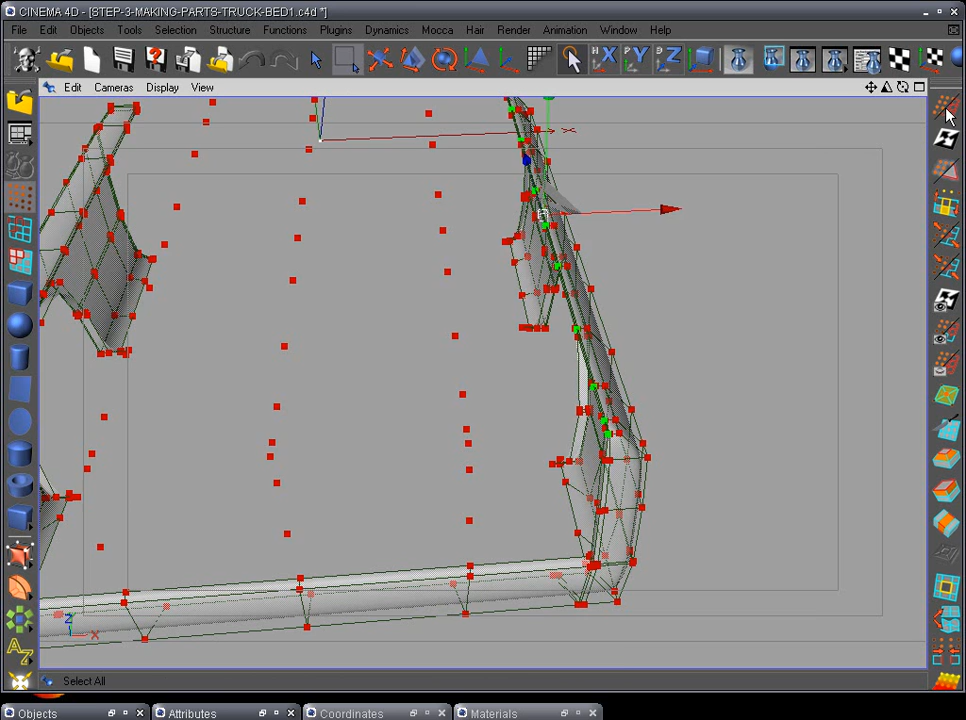 CINEMA 4D - [STEP-3-MAKING-PARTS-TRUCK-BED1.c4d *]
File Edit Objects Tools Selection Structure Functions Plugins Dynamics Mocca Hair Render Animation Window Help
X Y Z
Edit Cameras Display View
X
Z
X
Select All
Objects Attributes Coordinates Materials